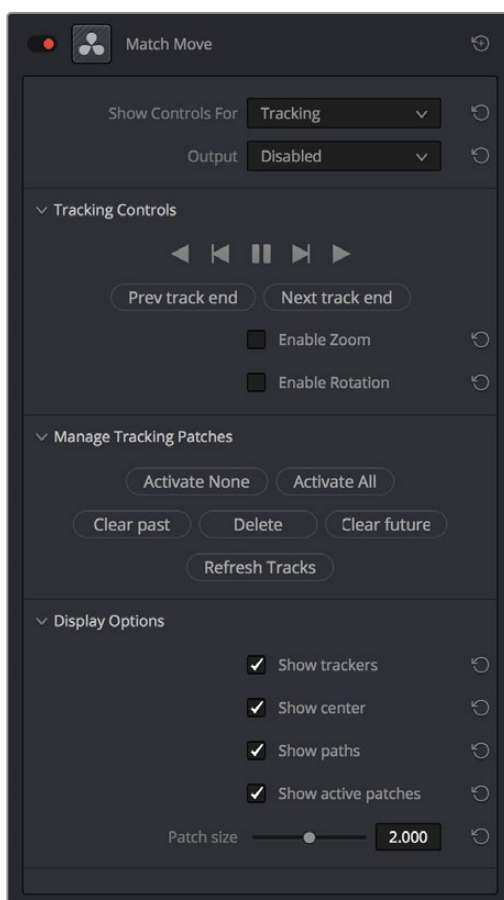 Match Move
Show Controls For Tracking
Output Disabled
Tracking Controls
Prev track end Next track end
Enable Zoom
Enable Rotation
Manage Tracking Patches
Activate None Activate All
Clear past Delete Clear future
Refresh Tracks
Display Options
Show trackers
Show center
Show paths
Show active patches
Patch size 2.000